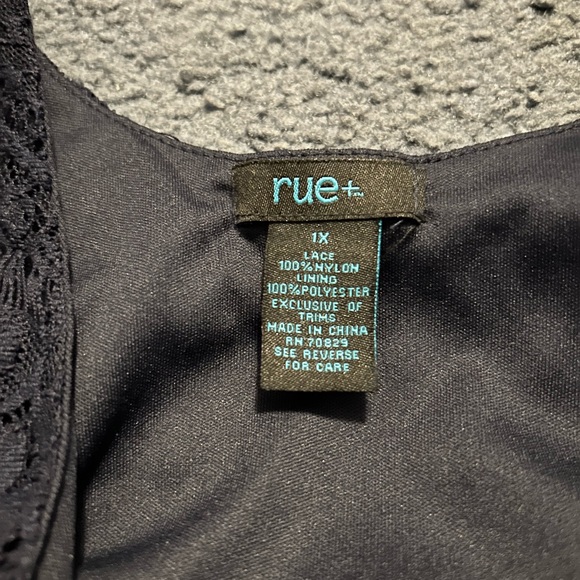 rue+™
1X
LACE
100%NYLON
LINING
100%POLYESTER
EXCLUSIVE OF
TRIMS
MADE IN CHINA
RN 70829
SEE REVERSE
FOR CARE